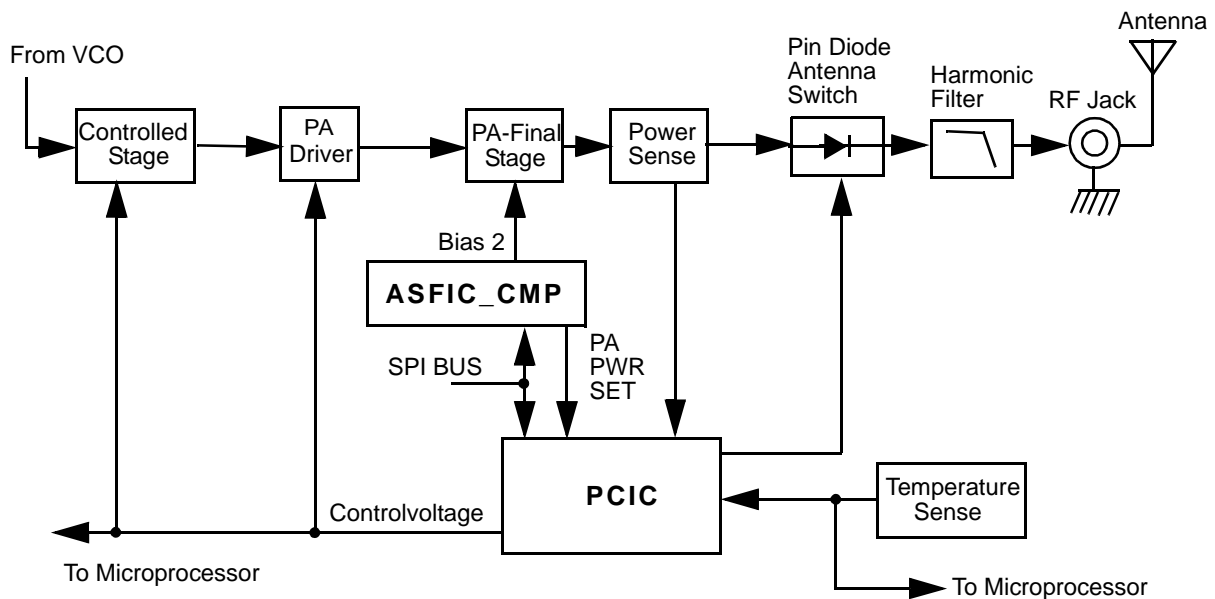 Antenna
From VCO
Pin Diode
Antenna
Switch
Harmonic
Filter
RF Jack
Controlled
Stage
PA
Driver
PA-Final
Stage
Power
Sense
Bias 2
ASFIC_CMP
SPI BUS
PA
PWR
SET
PCIC
Temperature
Sense
Controlvoltage
To Microprocessor
To Microprocessor